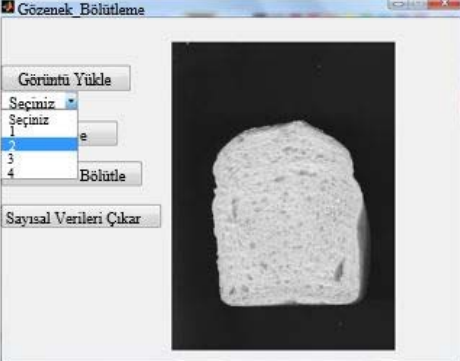 Gözenek_Bölütleme
Görüntü Yükle
Seçiniz
Seçiniz
1
2
3
4
e
Bölütle
Sayısal Verileri Çıkar